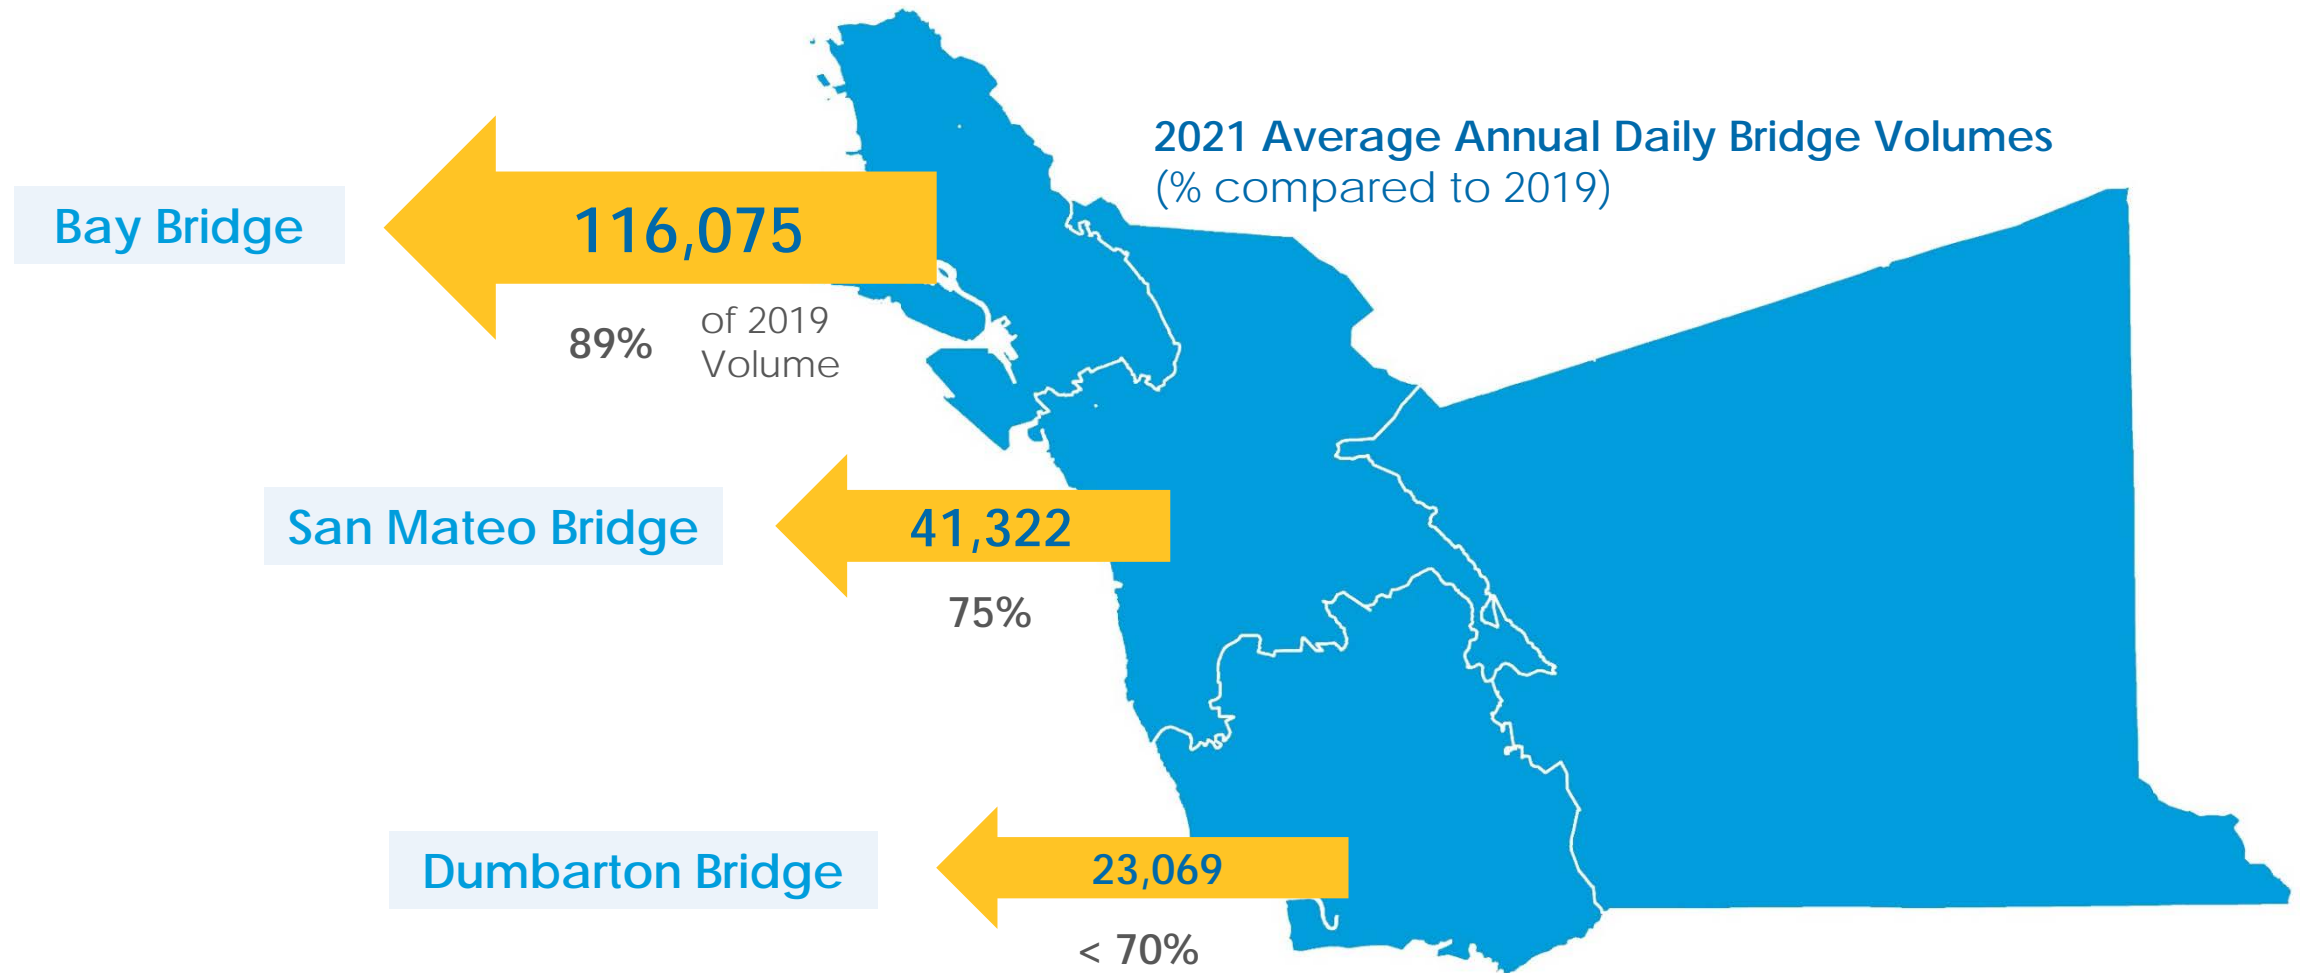 2021 Average Annual Daily Bridge Volumes
(% compared to 2019)
Bay Bridge
116,075
89%
of 2019
Volume
San Mateo Bridge
41,322
75%
Dumbarton Bridge
23,069
< 70%